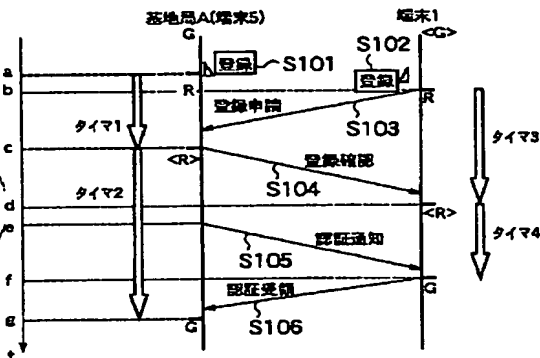 基地局A(端末5)
端末1
G
<G>
S102
a
登録
S101
登録
b
R
R
登録申請
S103
タイマ1
タイマ3
c
<R>
登録確認
S104
タイマ2
d
<R>
e
認証通知
タイマ4
S105
f
G
認証受領
S106
g
G
t